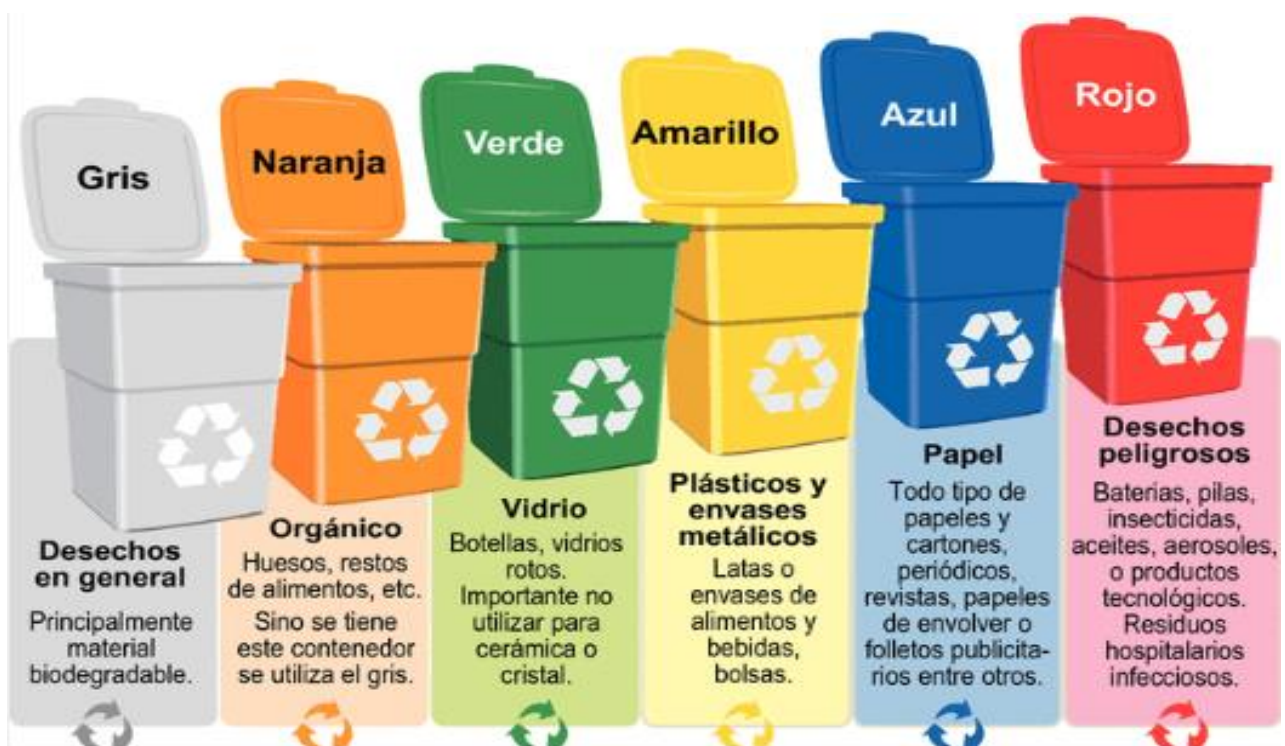 Gris
Desechos
en general
Principalmente
material
biodegradable.
Naranja
Orgánico
Huesos, restos
de alimentos, etc.
Sino se tiene
este contenedor
se utiliza el gris.
Verde
Vidrio
Botellas, vidrios
rotos.
Importante no
utilizar para
cerámica o
cristal.
Amarillo
Plásticos y
envases
metálicos
Latas o
envases de
alimentos y
bebidas,
bolsas.
Azul
Papel
Todo tipo de
papeles y
cartones,
periódicos,
revistas, papeles
de envolver o
folletos publicita-
rios entre otros.
Rojo
Desechos
peligrosos
Baterias, pilas,
insecticidas,
aceites, aerosoles,
o productos
tecnológicos.
Residuos
hospitalarios
infecciosos.